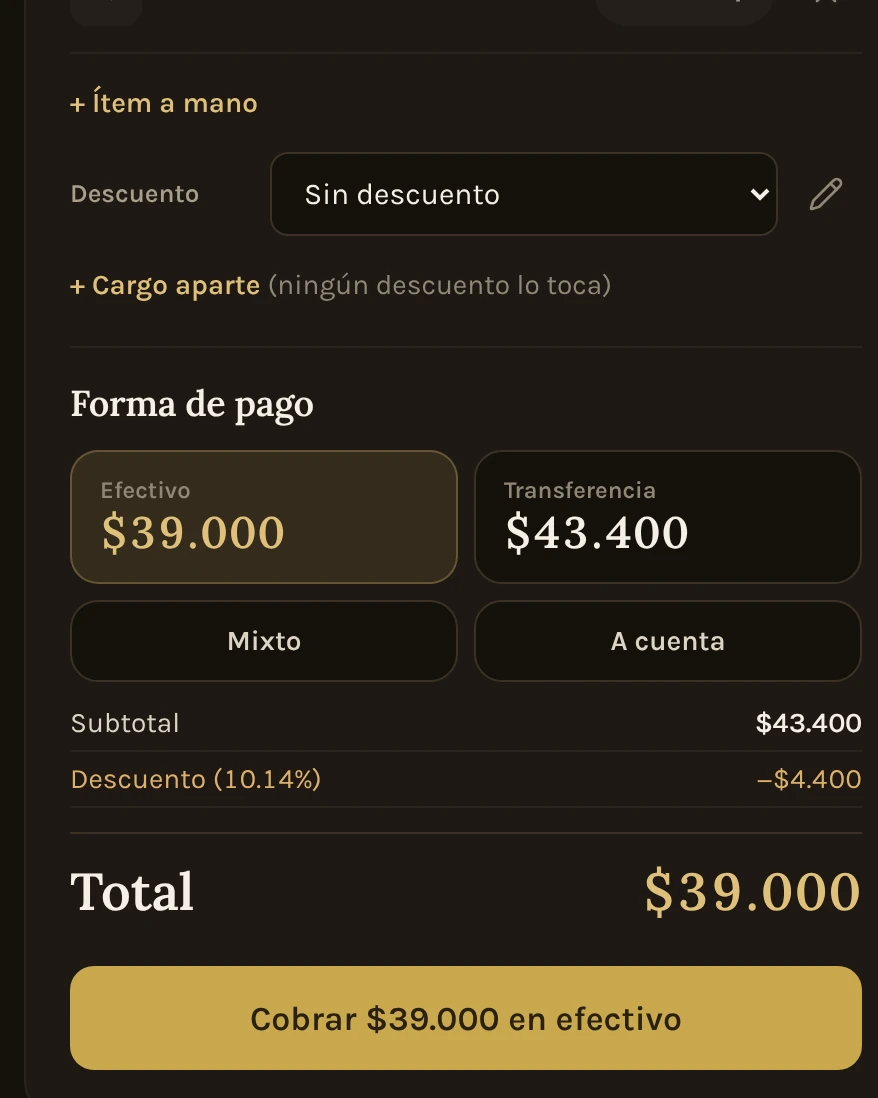 + Ítem a mano
Descuento
Sin descuento
+ Cargo aparte (ningún descuento lo toca)
Forma de pago
Efectivo
$39.000
Transferencia
$43.400
Mixto
A cuenta
Subtotal $43.400
Descuento (10.14%) –$4.400
Total $39.000
Cobrar $39.000 en efectivo